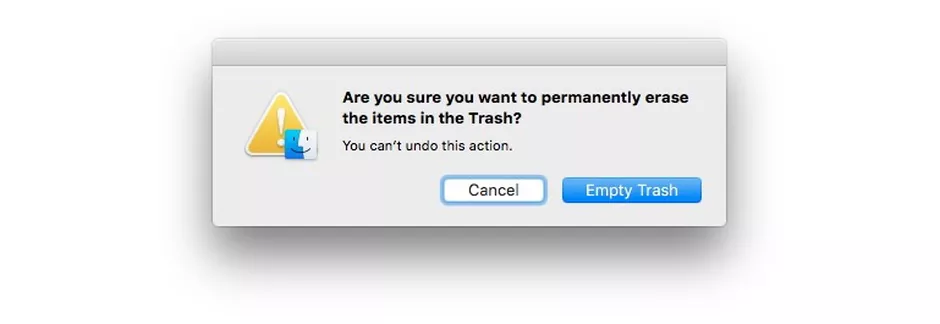 Are you sure you want to permanently erase
the items in the Trash?
You can’t undo this action.
Cancel
Empty Trash